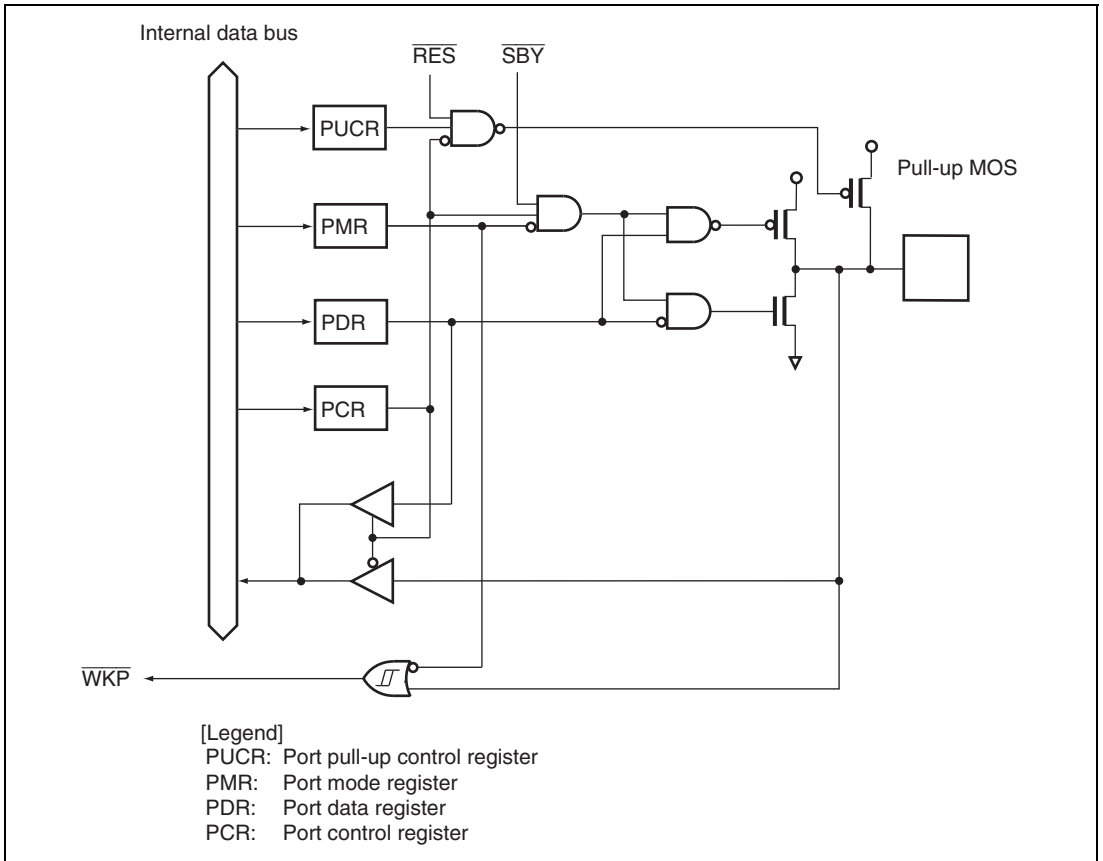 Internal data bus
RES
SBY
PUCR
Pull-up MOS
PMR
PDR
PCR
WKP
[Legend]
PUCR: Port pull-up control register
PMR: Port mode register
PDR: Port data register
PCR: Port control register